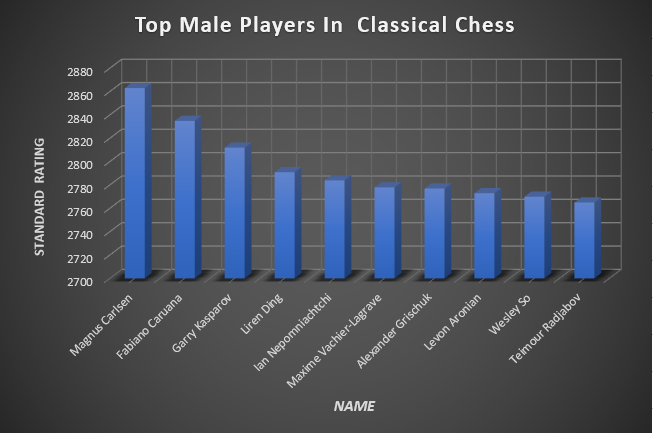 Top Male Players In  Classical Chess
STANDARD RATING
2880
2860
2840
2820
2800
2780
2760
2740
2720
2700
Magnus Carlsen
Fabiano Caruana
Garry Kasparov
Liren Ding
Ian Nepomniachtchi
Maxime Vachier-Lagrave
Alexander Grischuk
Levon Aronian
Wesley So
Teimour Radjabov
NAME